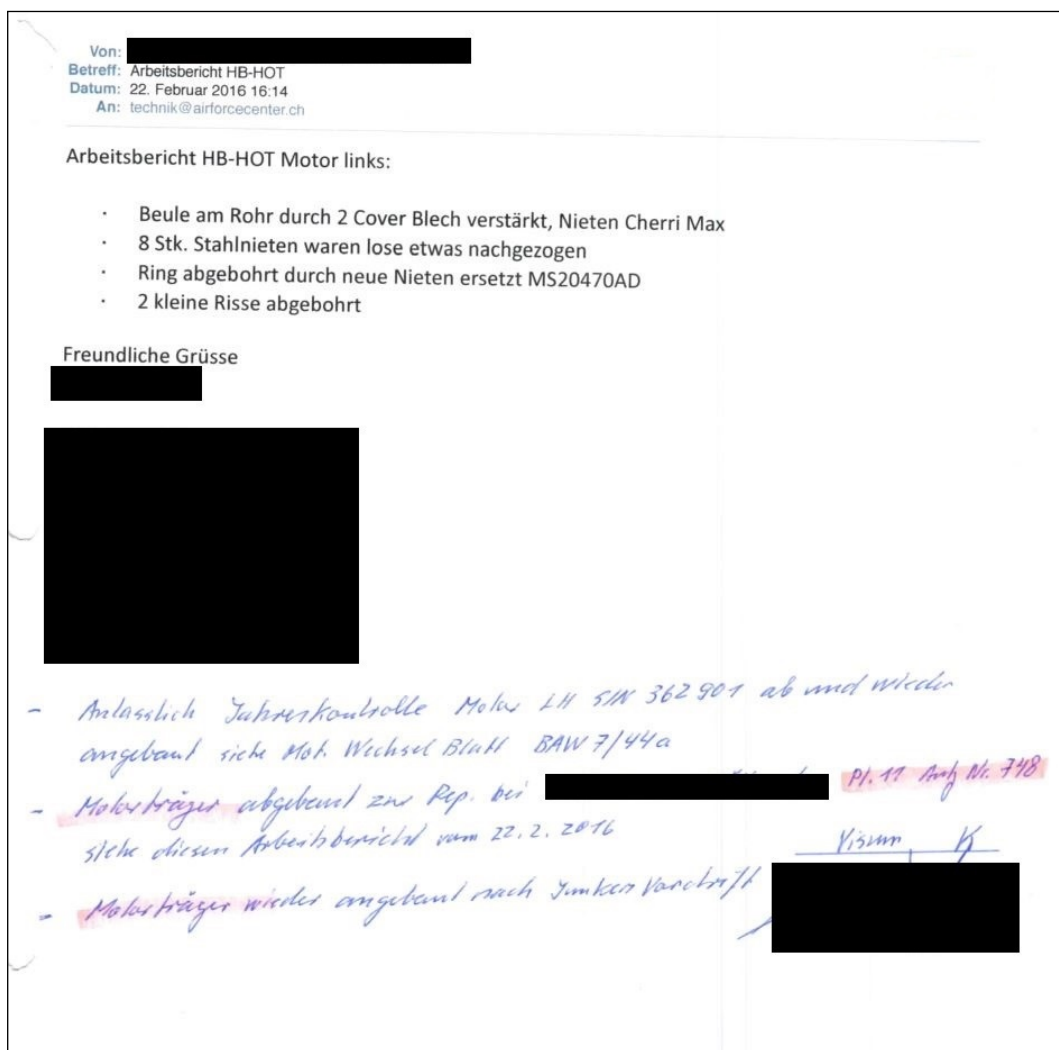 Von:
Betreff: Arbeitsbericht HB-HOT
Datum: 22. Februar 2016 16:14
An: technik@airforcecenter.ch
Arbeitsbericht HB-HOT Motor links:
· Beule am Rohr durch 2 Cover Blech verstärkt, Nieten Cherri Max
· 8 Stk. Stahlnieten waren lose etwas nachgezogen
· Ring abgebohrt durch neue Nieten ersetzt MS20470AD
· 2 kleine Risse abgebohrt
Freundliche Grüsse
- Anlasslich Jahreskontrolle Motor LH S/N 362901 ab und wieder
angebaut siehe Mot. Wechsel Blatt BAW 7/44a
- Motorträger abgebaut zur Rep. bei Pl. 11 Nr. 748
siehe diesen Arbeitsbericht vom 22.2.2016
Visum
- Motorträger wieder angebaut nach Junkers Vorschrift